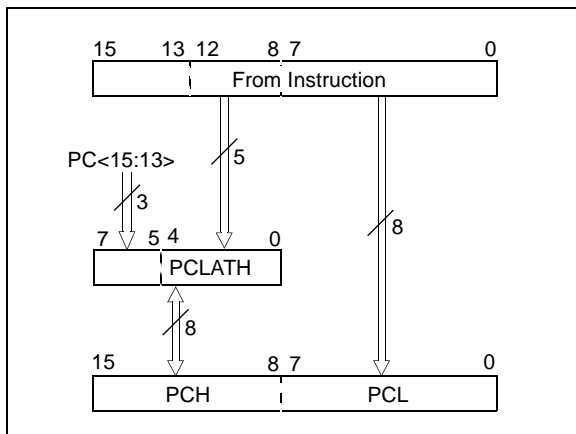 15 13 12 8 7 0
From Instruction
5
PC<15:13>
3
8
7 5 4 0
PCLATH
8
15 8 7 0
PCH PCL